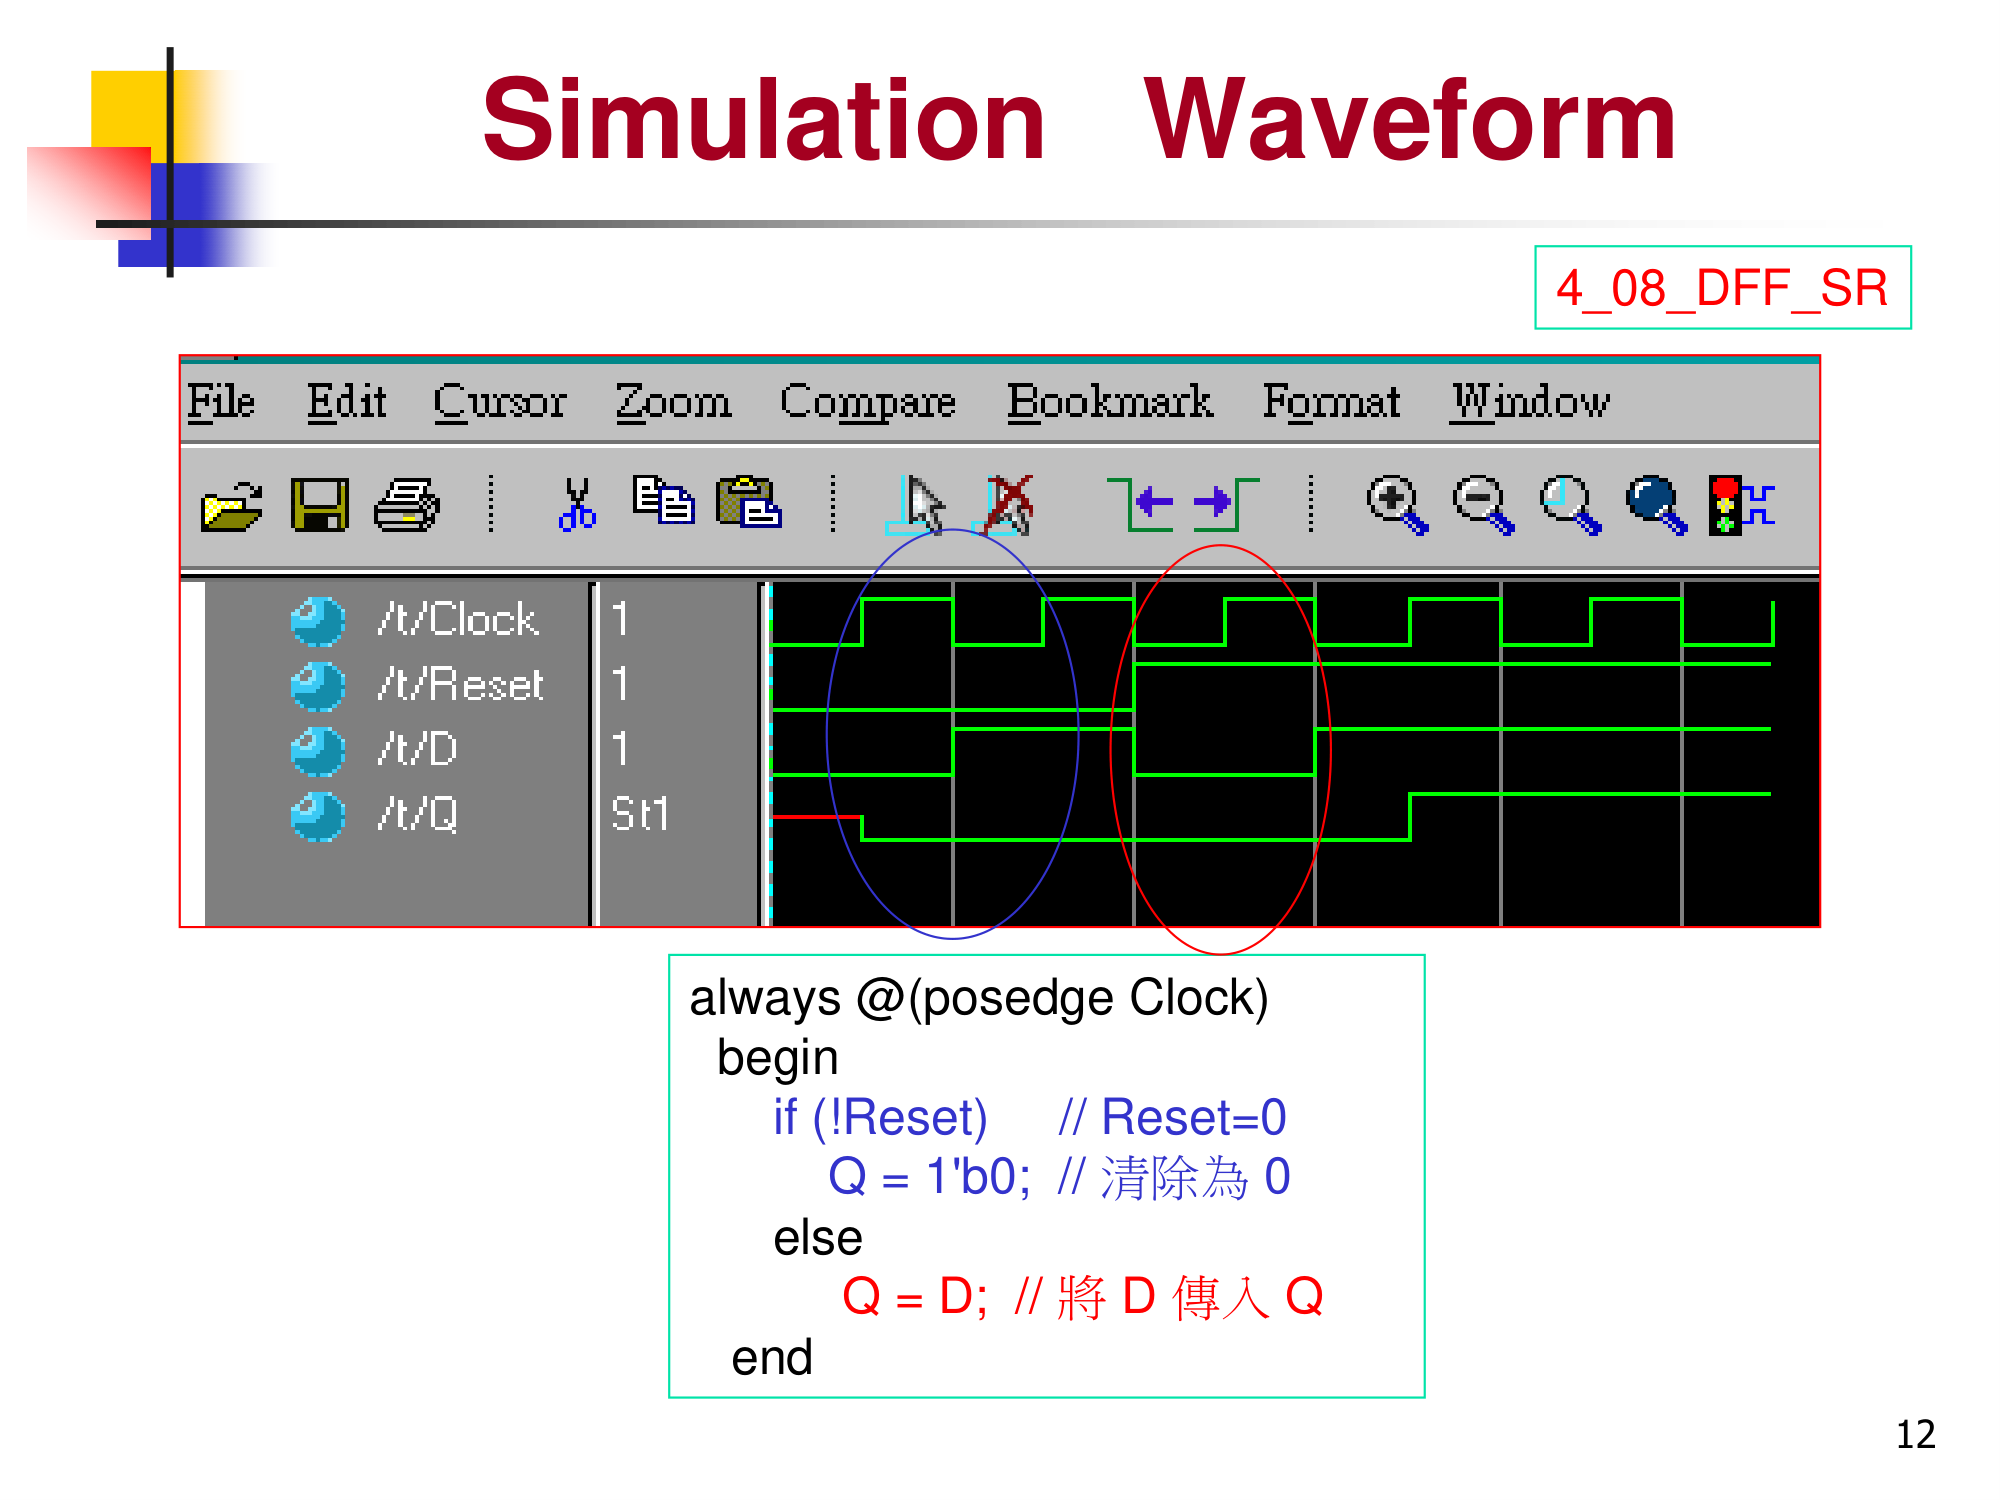 Simulation Waveform
4_08_DFF_SR
File Edit Cursor Zoom Compare Bookmark Format Window
/t/Clock 1
/t/Reset 1
/t/D 1
/t/Q St1
always @(posedge Clock)
begin
if (!Reset) // Reset=0
Q = 1'b0; // 清除為 0
else
Q = D; // 將 D 傳入 Q
end
12